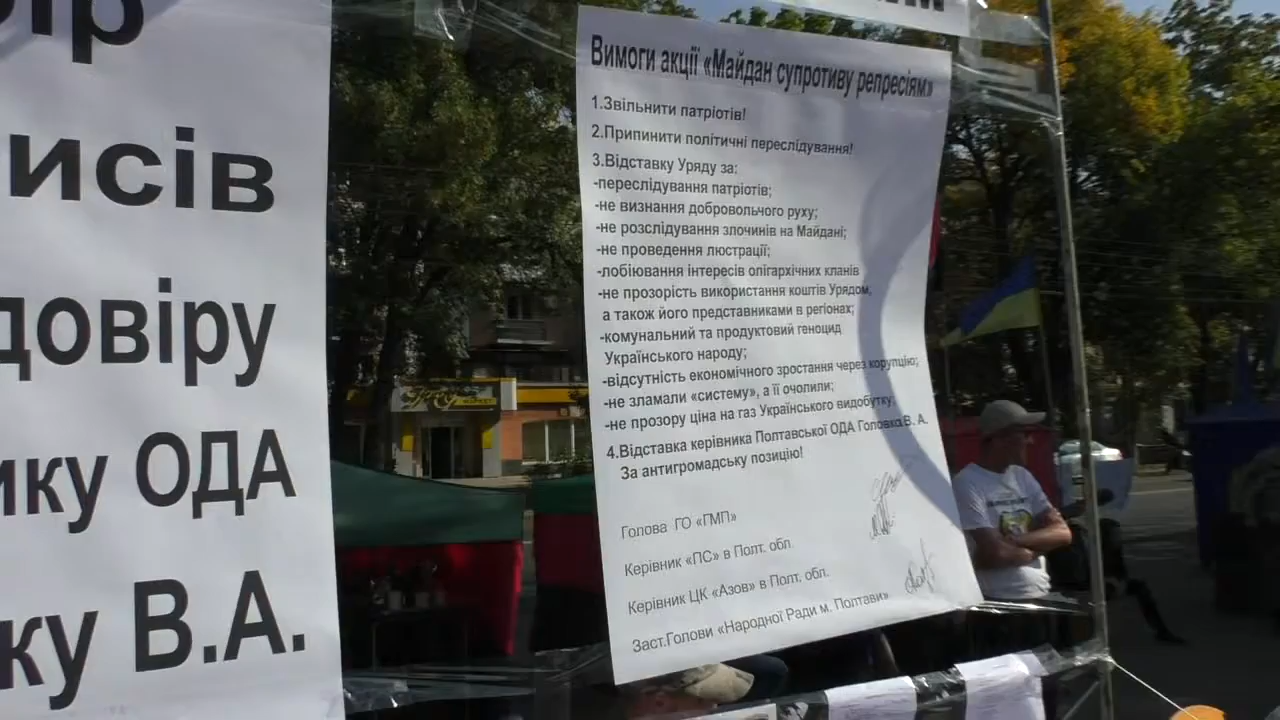 ір
исів
довіру
ику ОДА
ку В.А.
Вимоги акції «Майдан супротиву репресіям»
1.Звільнити патріотів!
2.Припинити політичні переслідування!
3.Відставку Уряду за:
-переслідування патріотів;
-не визнання добровольчого руху;
-не розслідування злочинів на Майдані;
-не проведення люстрації;
-лобіювання інтересів олігархічних кланів
-не прозорість використання коштів Урядом,
а також його представниками в регіонах;
-комунальний та продуктовий геноцид
Українського народу;
-відсутність економічного зростання через корупцію;
-не зламали «систему», а її очолили;
-не прозору ціна на газ Українського видобутку.
4.Відставка керівника Полтавської ОДА Головка В. А.
За антигромадську позицію!
Голова ГО «ГМП»
Керівник «ПС» в Полт. обл.
Керівник ЦК «Азов» в Полт. обл.
Заст.Голови «Народної Ради м. Полтави»